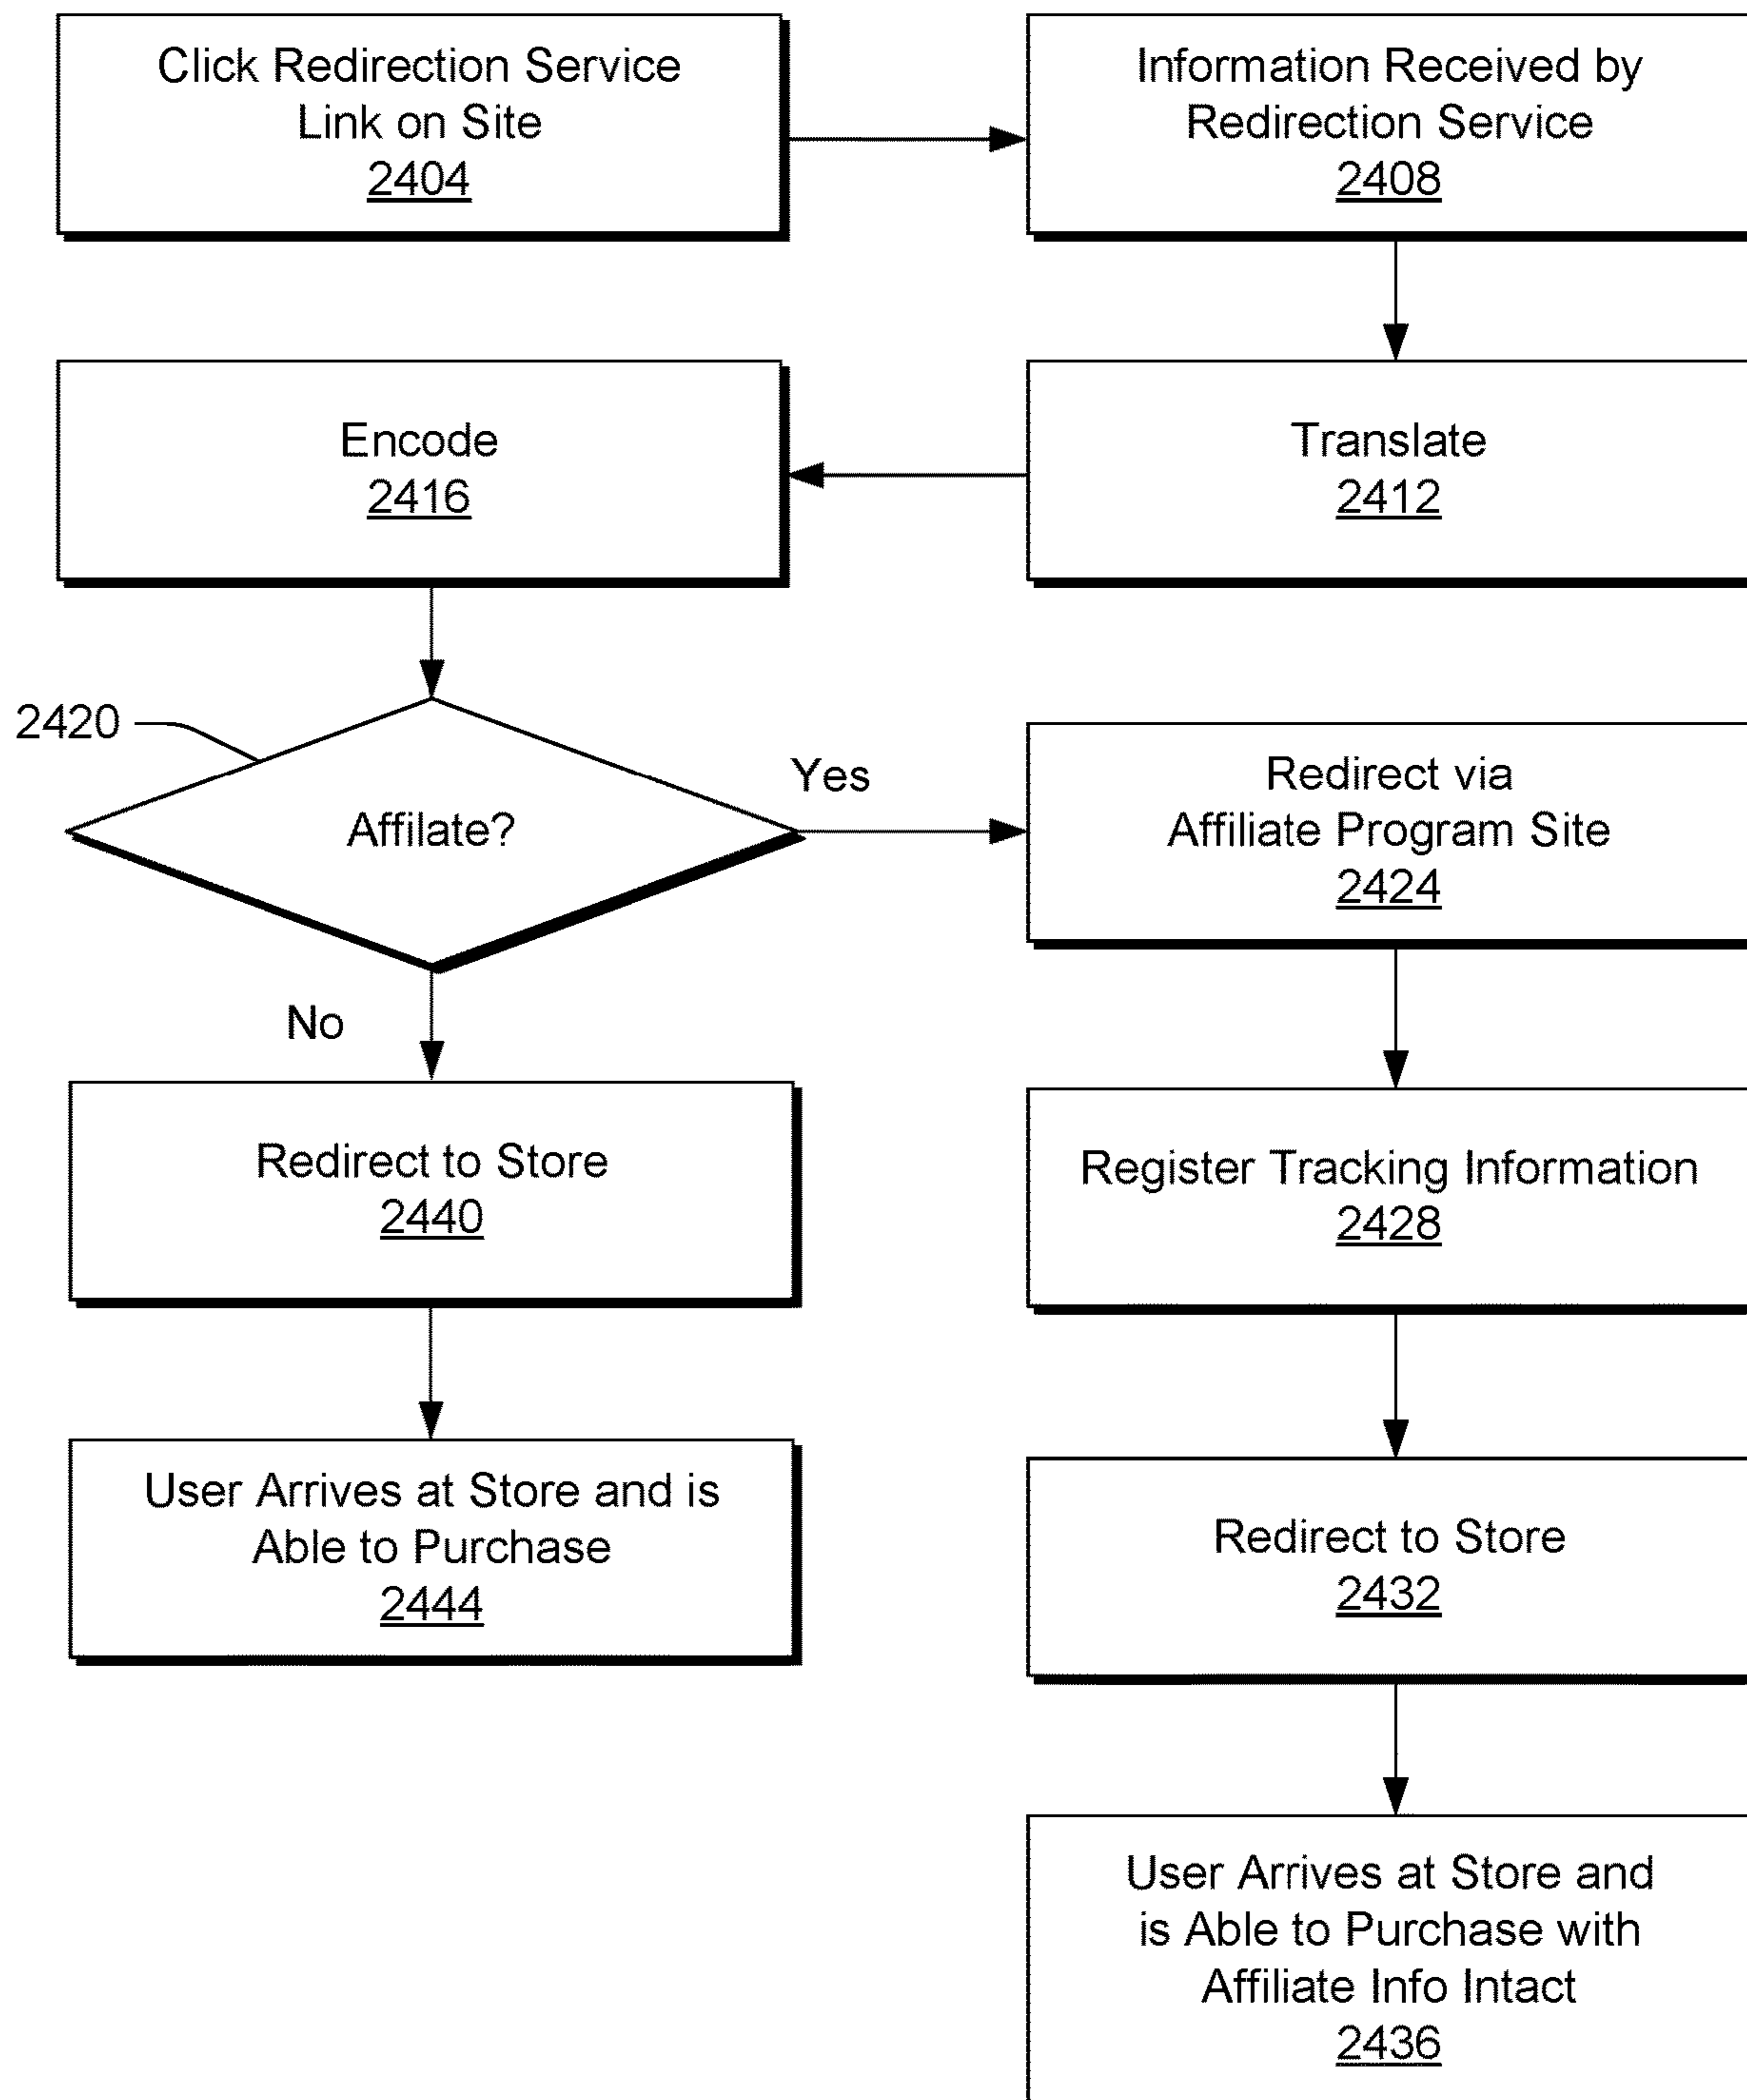 Click Redirection Service
Link on Site
2404
Information Received by
Redirection Service
2408
Translate
2412
Encode
2416
2420
Affilate?
Yes
Redirect via
Affiliate Program Site
2424
No
Register Tracking Information
2428
Redirect to Store
2440
Redirect to Store
2432
User Arrives at Store and is
Able to Purchase
2444
User Arrives at Store and
is Able to Purchase with
Affiliate Info Intact
2436